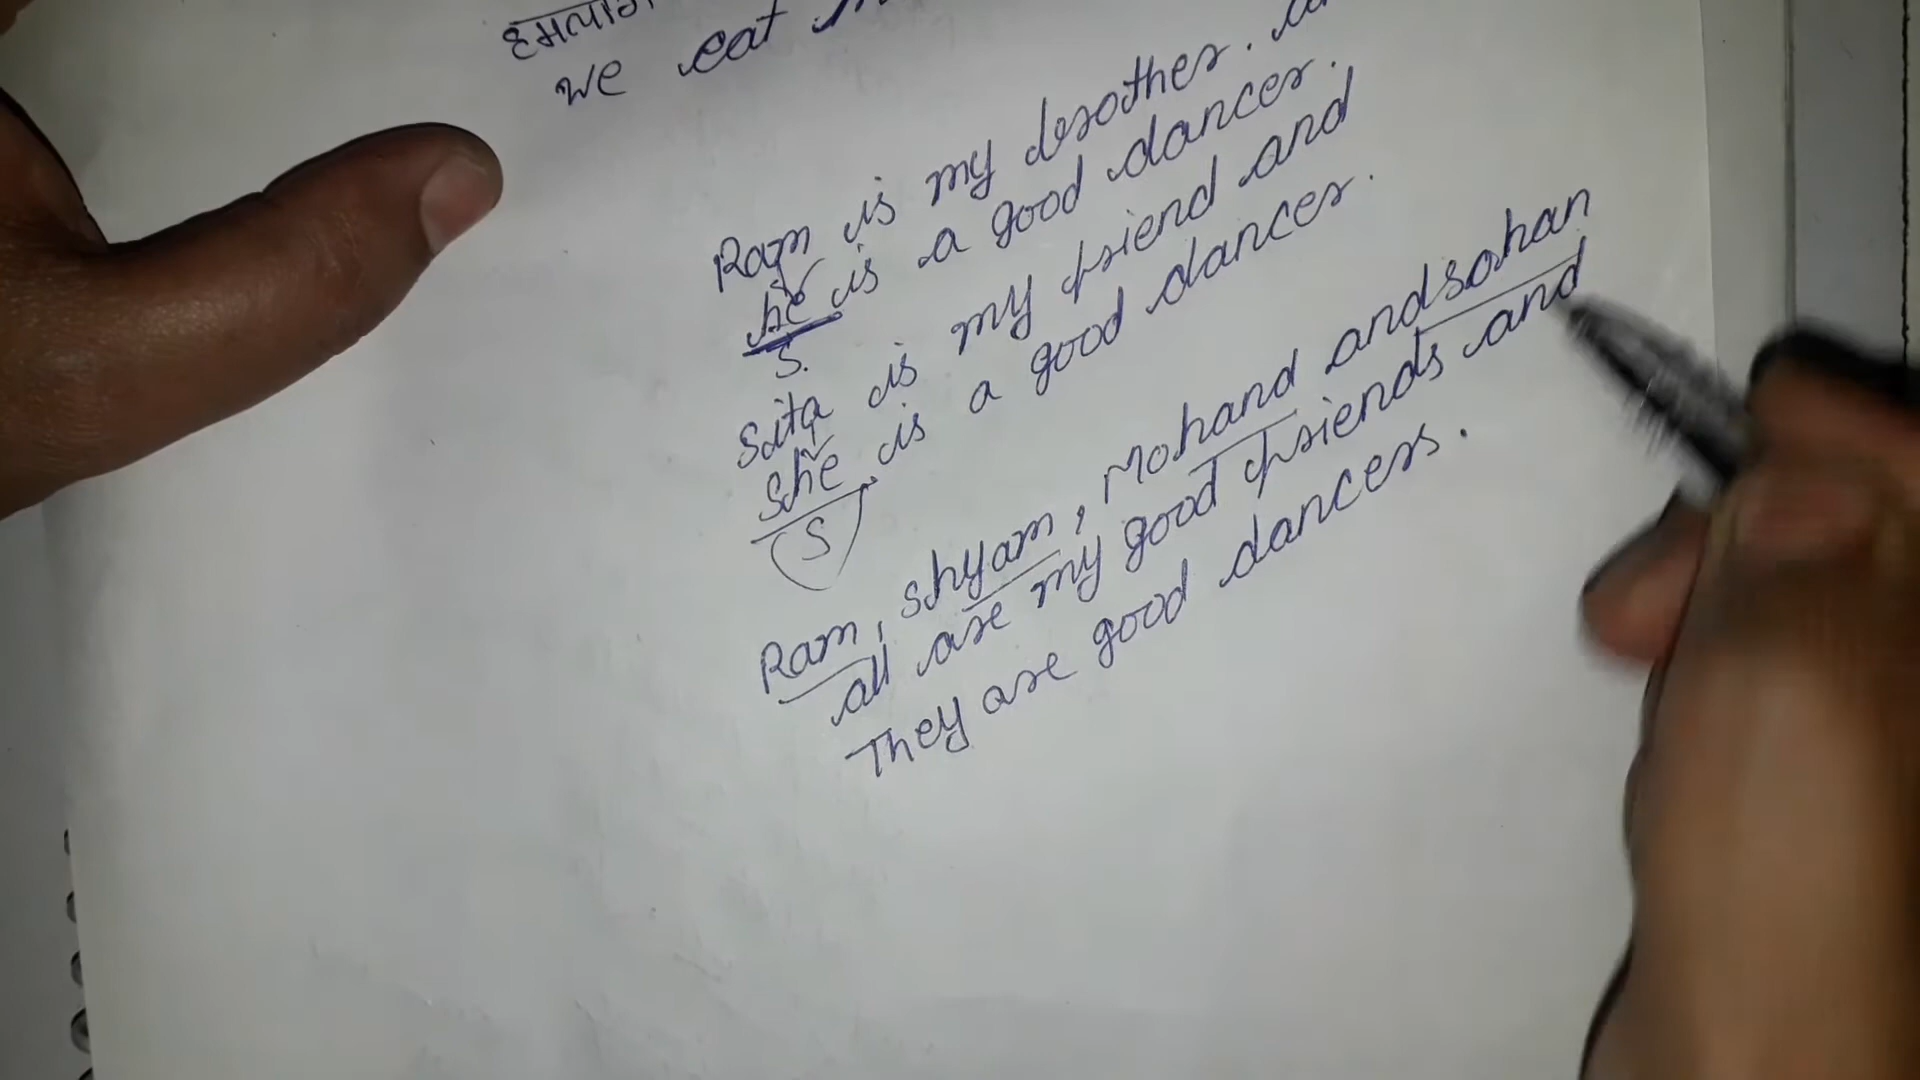 हमलोग
we eat
Ram is my brother.
he is a good dancer.
S.
Sita is my friend and
She is a good dancer.
S
Ram, Shyam, Mohand and sohan
all are my good friends and
They are good dancers.